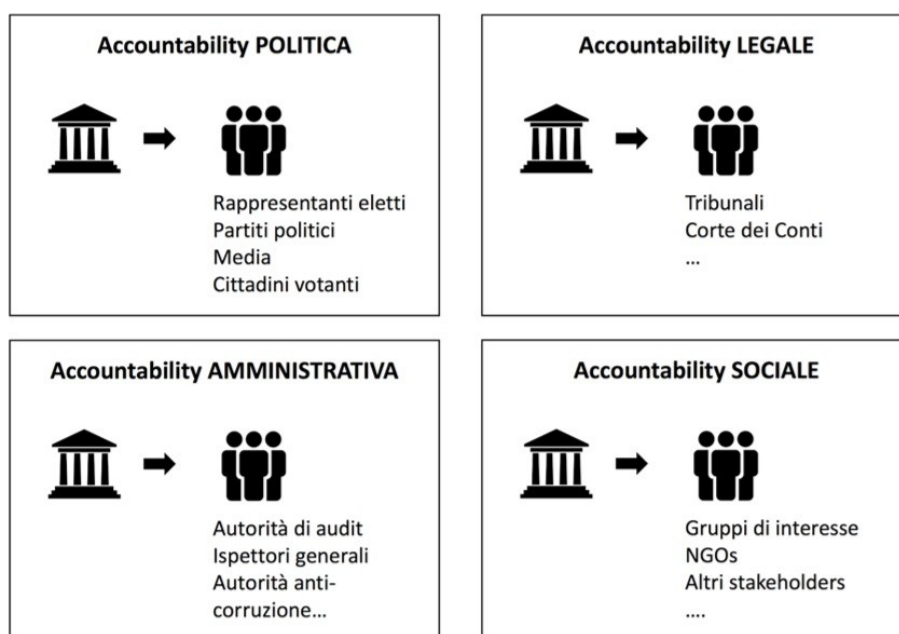 Accountability POLITICA
Rappresentanti eletti
Partiti politici
Media
Cittadini votanti
Accountability LEGALE
Tribunali
Corte dei Conti
...
Accountability AMMINISTRATIVA
Autorità di audit
Ispettori generali
Autorità anti-
corruzione...
Accountability SOCIALE
Gruppi di interesse
NGOs
Altri stakeholders
....